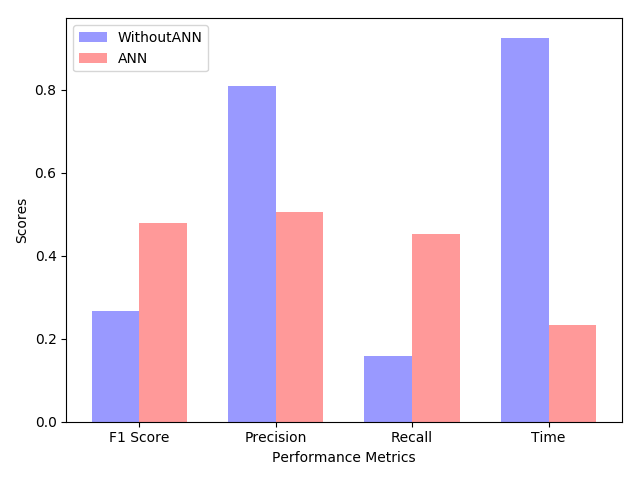 WithoutANN
ANN
Scores
0.8
0.6
0.4
0.2
0.0
F1 Score Precision Recall Time
Performance Metrics